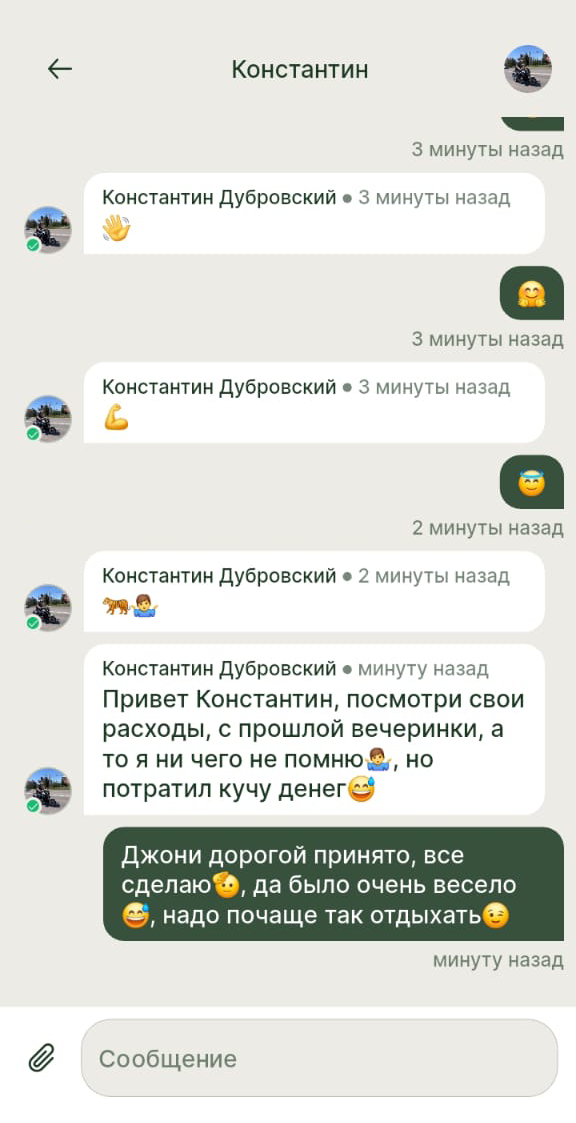 Константин
3 минуты назад
Константин Дубровский • 3 минуты назад
👋
🤗
3 минуты назад
Константин Дубровский • 3 минуты назад
💪
😇
2 минуты назад
Константин Дубровский • 2 минуты назад
🐅🤷‍♂️
Константин Дубровский • минуту назад
Привет Константин, посмотри свои
расходы, с прошлой вечеринки, а
то я ни чего не помню🤷‍♂️, но
потратил кучу денег😅
Джони дорогой принято, все
сделаю🫡, да было очень весело
😅, надо почаще так отдыхать😉
минуту назад
Сообщение